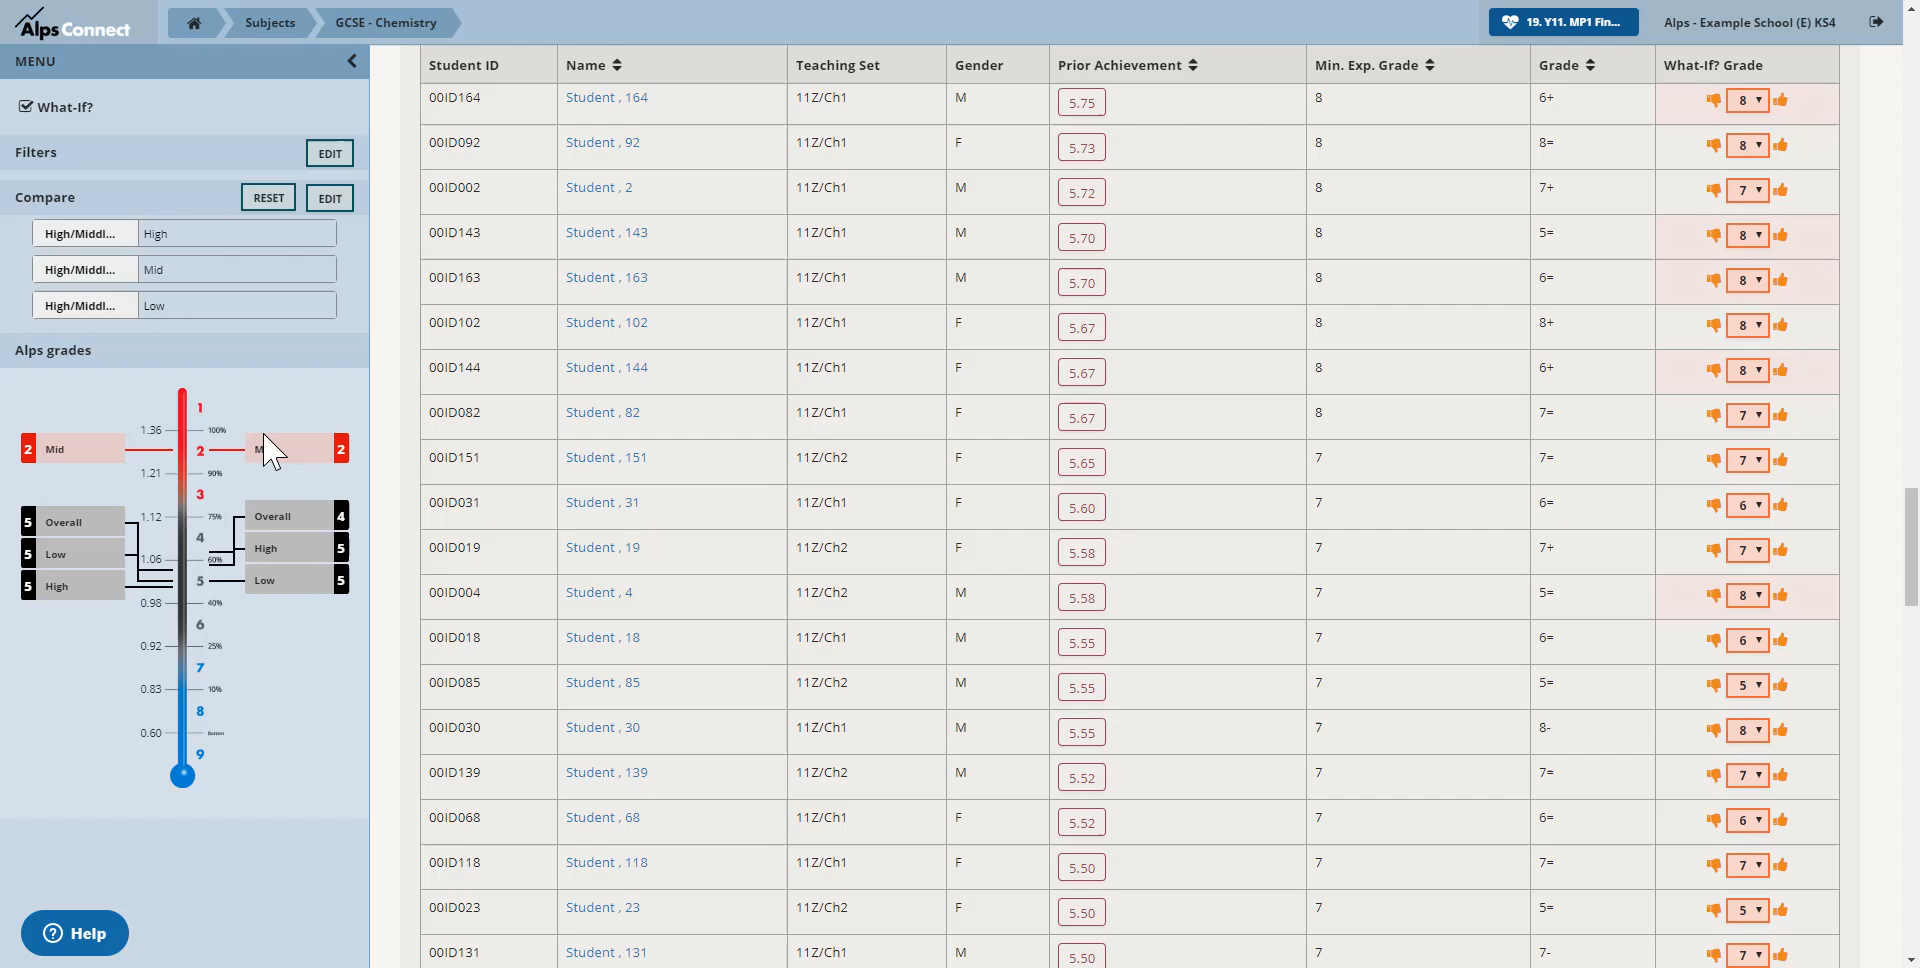 Alps Connect
Subjects
GCSE - Chemistry
19. Y11. MP1 Fin...
Alps - Example School (E) KS4
MENU
What-If?
Filters
EDIT
Compare
RESET
EDIT
High/Middl... High
High/Middl... Mid
High/Middl... Low
Alps grades
1
1.36 100%
2 Mid 2 2
1.21 90%
3
5 Overall 1.12 75% Overall 4
4
5 Low 1.06 60% High 5
5 High 5 Low 5
0.98 40%
6
0.92 25%
7
0.83 10%
8
0.60 Bottom
9
Help
Student ID Name Teaching Set Gender Prior Achievement Min. Exp. Grade Grade What-If? Grade
00ID164 Student , 164 11Z/Ch1 M 5.75 8 6+ 8
00ID092 Student , 92 11Z/Ch1 F 5.73 8 8= 8
00ID002 Student , 2 11Z/Ch1 M 5.72 8 7+ 7
00ID143 Student , 143 11Z/Ch1 M 5.70 8 5= 8
00ID163 Student , 163 11Z/Ch1 M 5.70 8 6= 8
00ID102 Student , 102 11Z/Ch1 F 5.67 8 8+ 8
00ID144 Student , 144 11Z/Ch1 F 5.67 8 6+ 8
00ID082 Student , 82 11Z/Ch1 F 5.67 8 7= 7
00ID151 Student , 151 11Z/Ch2 F 5.65 7 7= 7
00ID031 Student , 31 11Z/Ch1 F 5.60 7 6= 6
00ID019 Student , 19 11Z/Ch2 F 5.58 7 7+ 7
00ID004 Student , 4 11Z/Ch2 M 5.58 7 5= 8
00ID018 Student , 18 11Z/Ch1 M 5.55 7 6= 6
00ID085 Student , 85 11Z/Ch2 M 5.55 7 5= 5
00ID030 Student , 30 11Z/Ch1 M 5.55 7 8- 8
00ID139 Student , 139 11Z/Ch2 M 5.52 7 7= 7
00ID068 Student , 68 11Z/Ch1 F 5.52 7 6= 6
00ID118 Student , 118 11Z/Ch1 F 5.50 7 7= 7
00ID023 Student , 23 11Z/Ch2 F 5.50 7 5= 5
00ID131 Student , 131 11Z/Ch1 M 5.50 7 7- 7